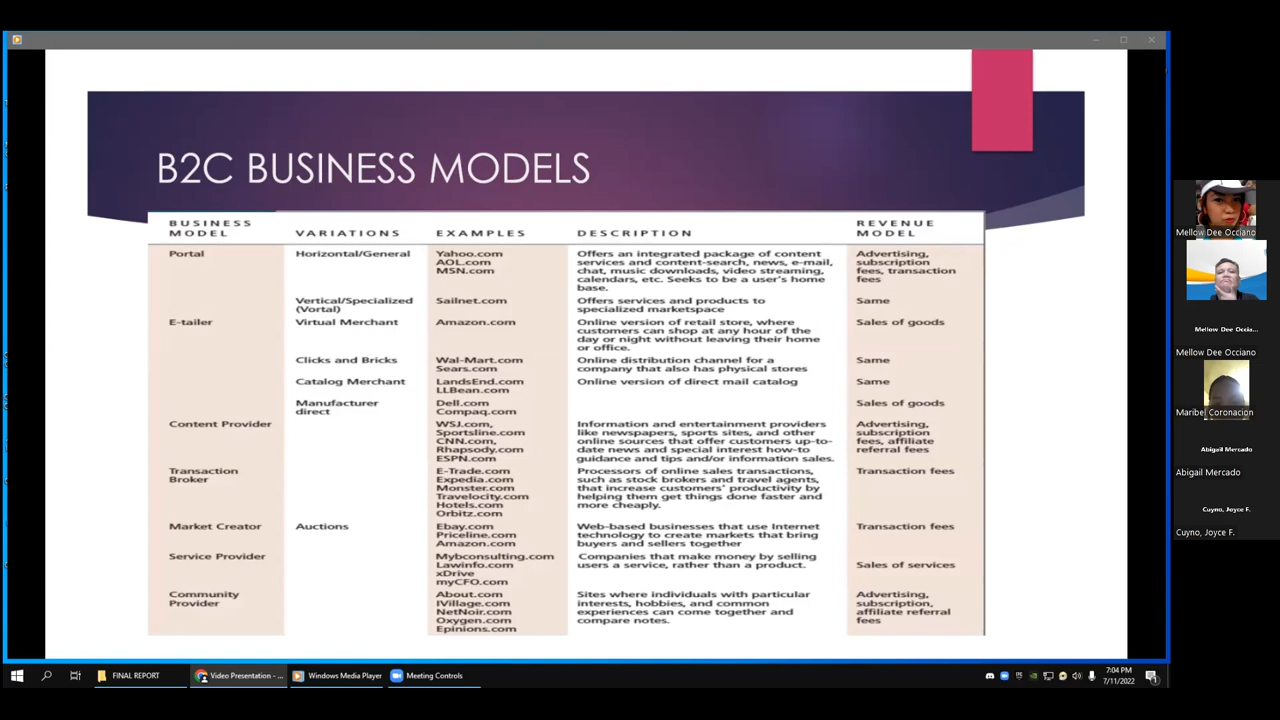 B2C BUSINESS MODELS
BUSINESS MODEL VARIATIONS EXAMPLES DESCRIPTION REVENUE MODEL
Portal
Horizontal/General
Yahoo.com
AOL.com
MSN.com
Offers an integrated package of content
services and content-search, news, e-mail,
chat, music downloads, video streaming,
calendars, etc. Seeks to be a user's home
base.
Advertising,
subscription
fees, transaction
fees
Vertical/Specialized
(Vortal)
Sailnet.com
Offers services and products to
specialized marketspace
Same
E-tailer
Virtual Merchant
Amazon.com
Online version of retail store, where
customers can shop at any hour of the
day or night without leaving their home
or office.
Sales of goods
Clicks and Bricks
Wal-Mart.com
Sears.com
Online distribution channel for a
company that also has physical stores
Same
Catalog Merchant
LandsEnd.com
LLBean.com
Online version of direct mail catalog
Same
Manufacturer
direct
Dell.com
Compaq.com
Sales of goods
Content Provider
WSJ.com,
Sportsline.com
CNN.com,
Rhapsody.com
ESPN.com
Information and entertainment providers
like newspapers, sports sites, and other
online sources that offer customers up-to-
date news and special interest how-to
guidance and tips and/or information sales.
Advertising,
subscription
fees, affiliate
referral fees
Transaction
Broker
E-Trade.com
Expedia.com
Monster.com
Travelocity.com
Hotels.com
Orbitz.com
Processors of online sales transactions,
such as stock brokers and travel agents,
that increase customers' productivity by
helping them get things done faster and
more cheaply.
Transaction fees
Market Creator
Auctions
Ebay.com
Priceline.com
Amazon.com
Web-based businesses that use Internet
technology to create markets that bring
buyers and sellers together
Transaction fees
Service Provider
Mybconsulting.com
Lawinfo.com
xDrive
myCFO.com
Companies that make money by selling
users a service, rather than a product.
Sales of services
Community
Provider
About.com
IVillage.com
NetNoir.com
Oxygen.com
Epinions.com
Sites where individuals with particular
interests, hobbies, and common
experiences can come together and
compare notes.
Advertising,
subscription,
affiliate referral
fees
Mellow Dee Occiano
Mellow Dee Occia...
Mellow Dee Occiano
Maribel Coronacion
Abigail Mercado
Abigail Mercado
Cuyno, Joyce F.
Cuyno, Joyce F.
FINAL REPORT
Video Presentation - ...
Windows Media Player
Meeting Controls
7:04 PM
7/11/2022